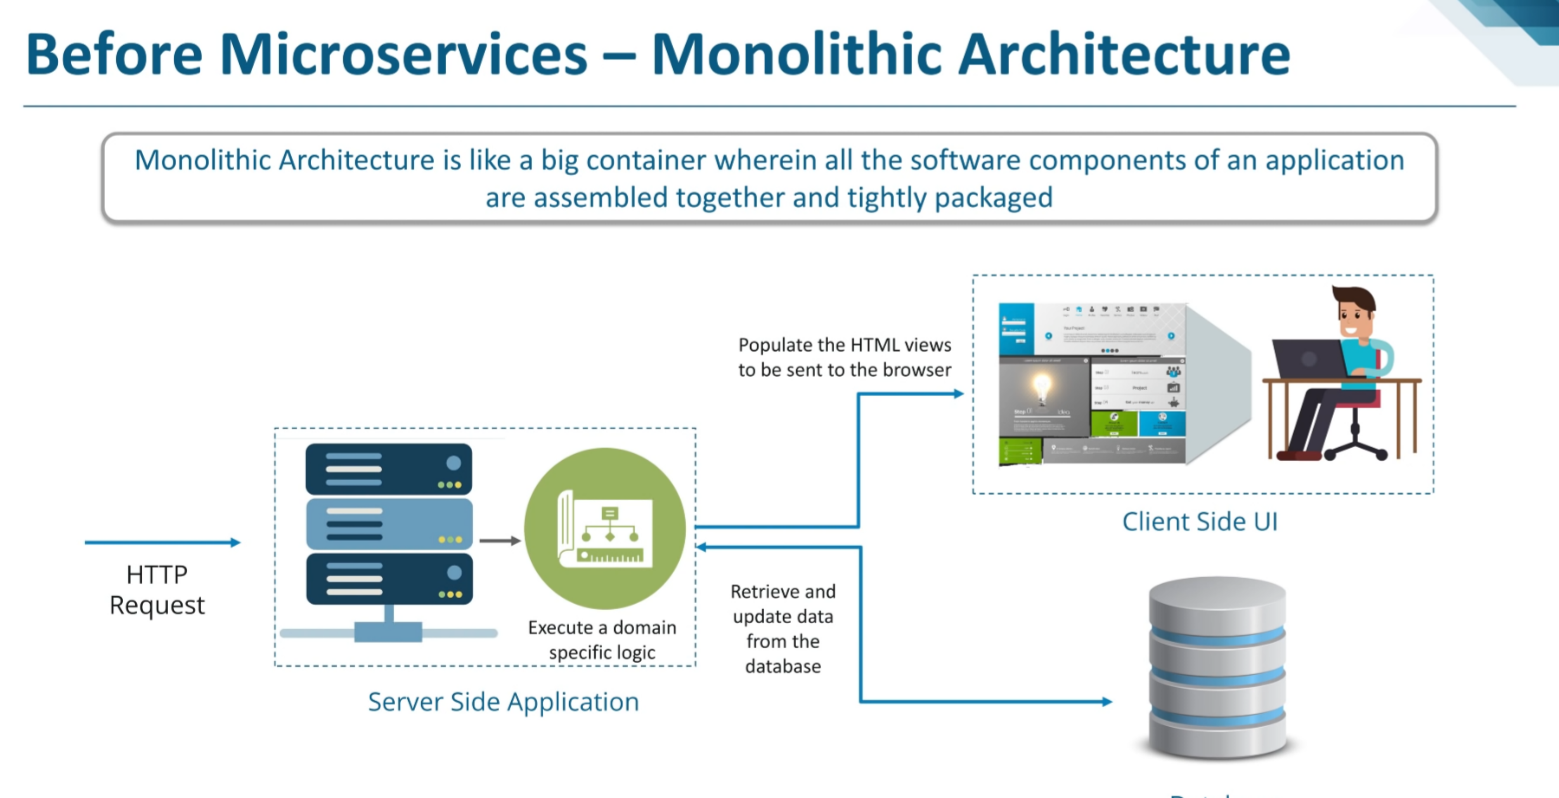 Before Microservices – Monolithic Architecture
Monolithic Architecture is like a big container wherein all the software components of an application
are assembled together and tightly packaged
Populate the HTML views
to be sent to the browser
Client Side UI
HTTP
Request
Execute a domain
specific logic
Server Side Application
Retrieve and
update data
from the
database